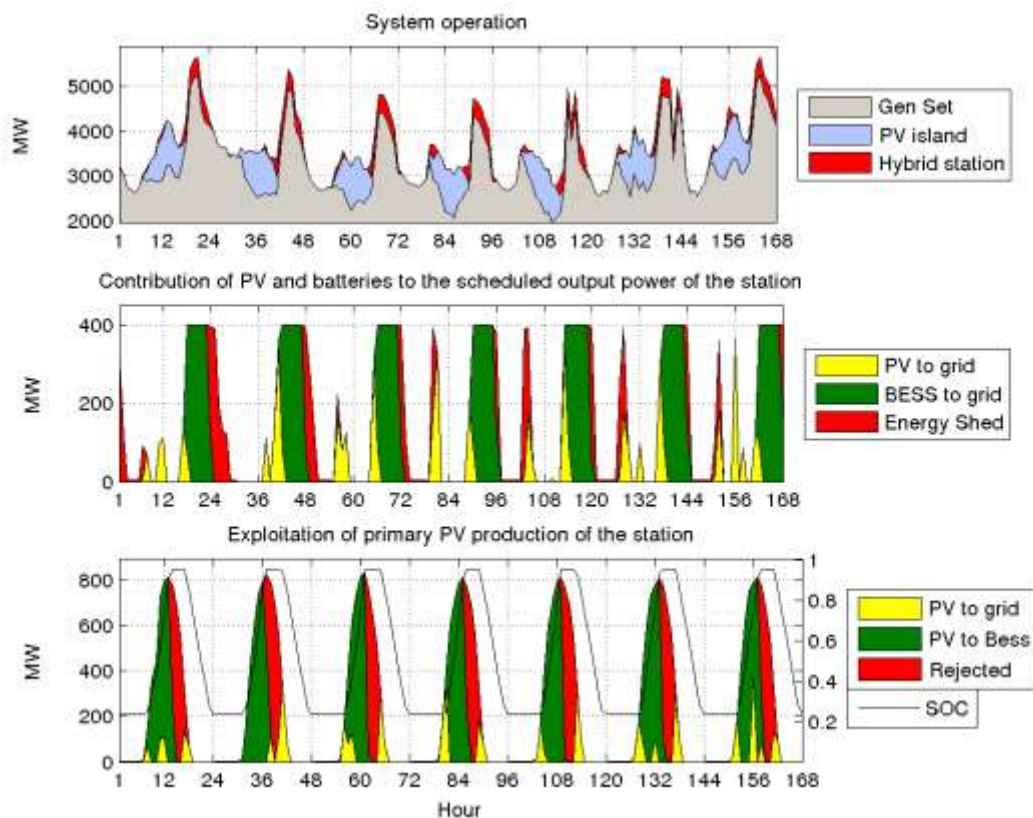 System operation
MW
5000
4000
3000
2000
1 12 24 36 48 60 72 84 96 108 120 132 144 156 168
Gen Set
PV island
Hybrid station
Contribution of PV and batteries to the scheduled output power of the station
MW
400
200
0
1 12 24 36 48 60 72 84 96 108 120 132 144 156 168
PV to grid
BESS to grid
Energy Shed
Exploitation of primary PV production of the station
MW
800
600
400
200
0
1
0.8
0.6
0.4
0.2
1 12 24 36 48 60 72 84 96 108 120 132 144 156 168
Hour
PV to grid
PV to Bess
Rejected
SOC